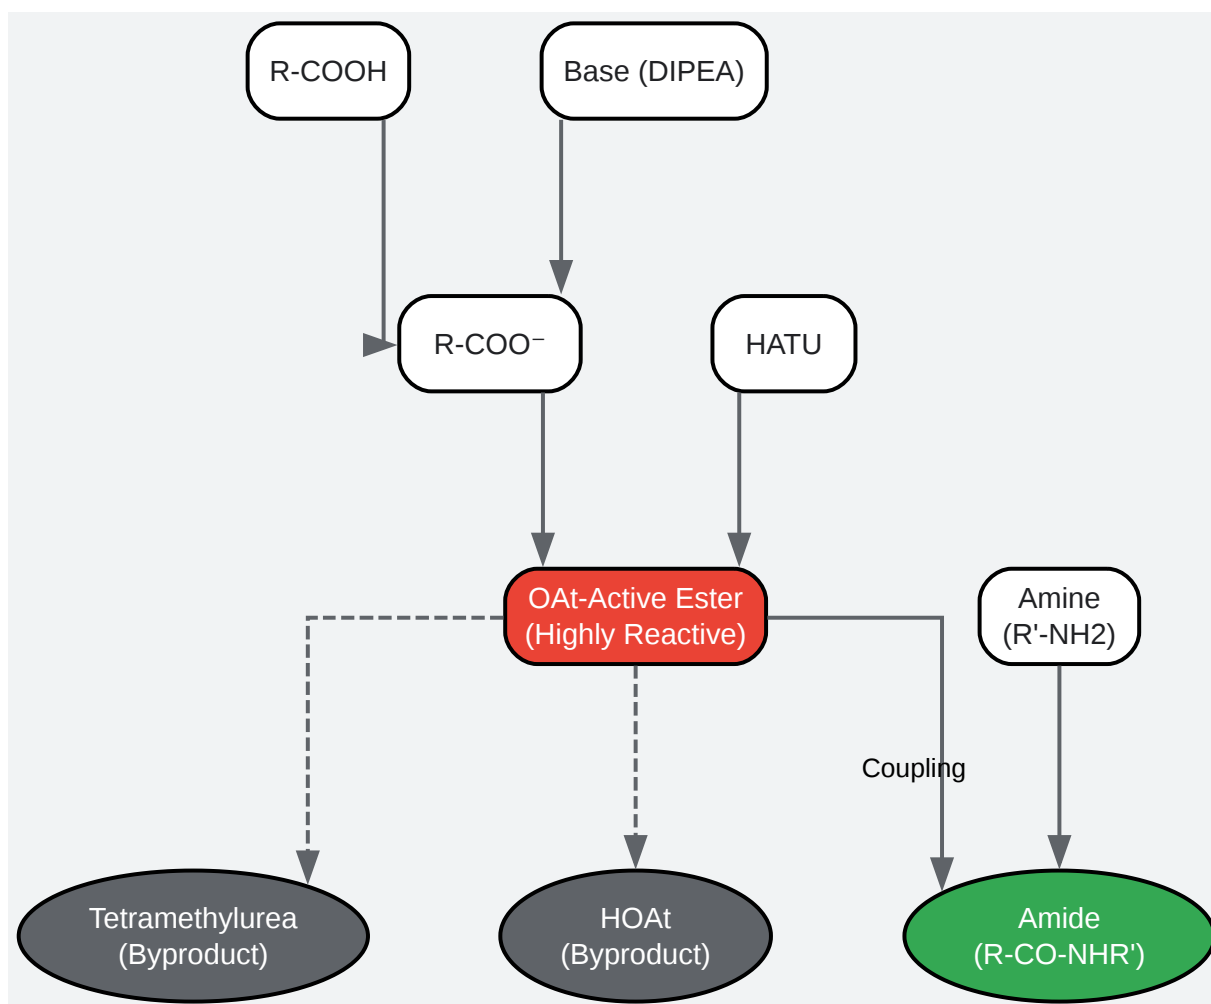 R-COOH
Base (DIPEA)
R-COO⁻
HATU
OAt-Active Ester
(Highly Reactive)
Amine
(R'-NH2)
Coupling
Tetramethylurea
(Byproduct)
HOAt
(Byproduct)
Amide
(R-CO-NHR')